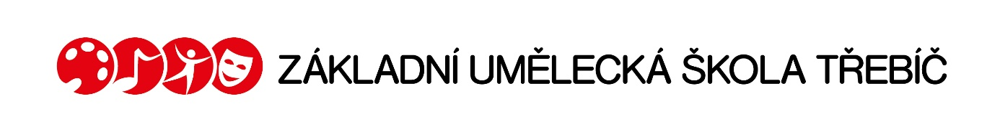 ZÁKLADNÍ UMĚLECKÁ ŠKOLA TŘEBÍČ